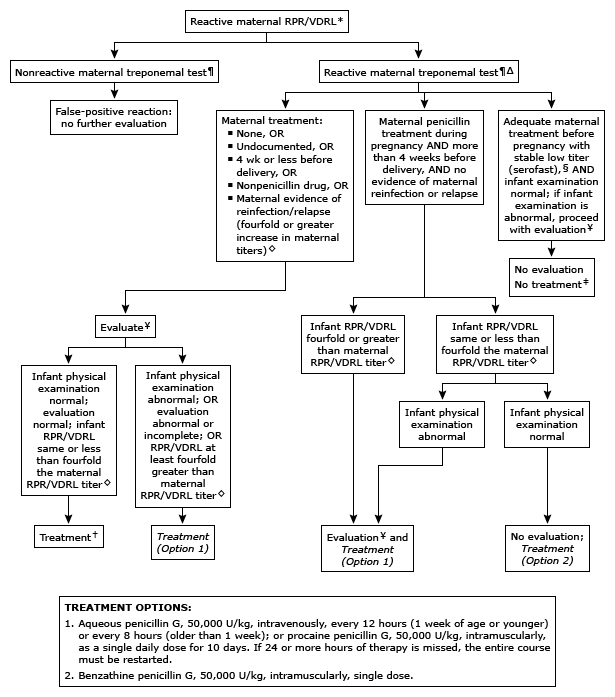 Reactive maternal RPR/VDRL*
Nonreactive maternal treponemal test¶
Reactive maternal treponemal test¶Δ
False-positive reaction:
no further evaluation
Maternal treatment:
▪ None, OR
▪ Undocumented, OR
▪ 4 wk or less before
delivery, OR
▪ Nonpenicillin drug, OR
▪ Maternal evidence of
reinfection/relapse
(fourfold or greater
increase in maternal
titers)◇
Maternal penicillin
treatment during
pregnancy AND more
than 4 weeks before
delivery, AND no
evidence of maternal
reinfection or relapse
Adequate maternal
treatment before
pregnancy with
stable low titer
(serofast),§ AND
infant examination
normal; if infant
examination is
abnormal, proceed
with evaluation¥
No evaluation
No treatment‡
Evaluate¥
Infant RPR/VDRL
fourfold or greater
than maternal
RPR/VDRL titer◇
Infant RPR/VDRL
same or less than
fourfold the maternal
RPR/VDRL titer◇
Infant physical
examination
normal;
evaluation
normal; infant
RPR/VDRL
same or less
than fourfold
the maternal
RPR/VDRL titer◇
Infant physical
examination
abnormal; OR
evaluation
abnormal or
incomplete; OR
RPR/VDRL at
least fourfold
greater than
maternal
RPR/VDRL titer◇
Infant physical
examination
abnormal
Infant physical
examination
normal
Treatment†
Treatment
(Option 1)
Evaluation¥ and
Treatment
(Option 1)
No evaluation;
Treatment
(Option 2)
TREATMENT OPTIONS:
1. Aqueous penicillin G, 50,000 U/kg, intravenously, every 12 hours (1 week of age or younger)
or every 8 hours (older than 1 week); or procaine penicillin G, 50,000 U/kg, intramuscularly,
as a single daily dose for 10 days. If 24 or more hours of therapy is missed, the entire course
must be restarted.
2. Benzathine penicillin G, 50,000 U/kg, intramuscularly, single dose.